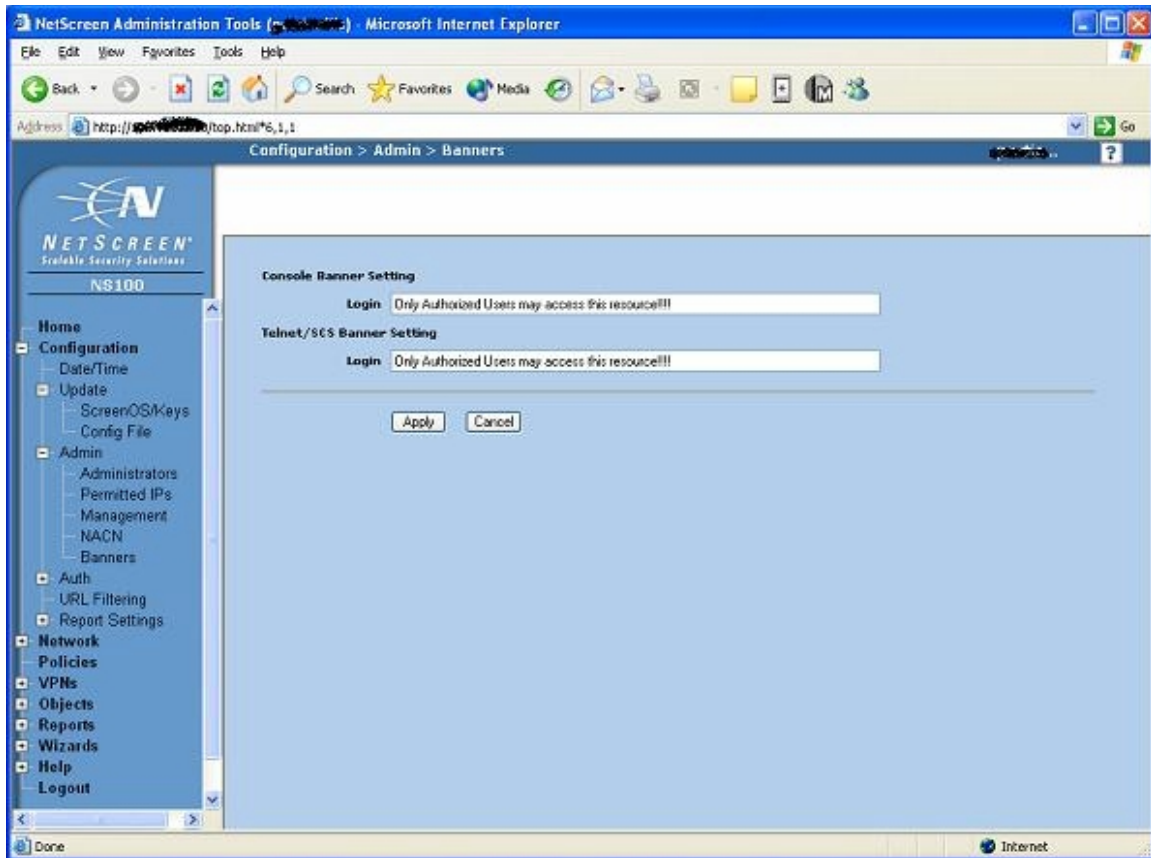 NetScreen Administration Tools ( ) - Microsoft Internet Explorer
File Edit View Favorites Tools Help
Back Search Favorites Media
Address http:// /top.html*6,1,1 Go
Configuration > Admin > Banners ?
N
NETSCREEN
Scalable Security Solutions
NS100
Home
Configuration
Date/Time
Update
ScreenOS/Keys
Config File
Admin
Administrators
Permitted IPs
Management
NACN
Banners
Auth
URL Filtering
Report Settings
Network
Policies
VPNs
Objects
Reports
Wizards
Help
Logout
Console Banner Setting
Login Only Authorized Users may access this resource!!!!
Telnet/SCS Banner Setting
Login Only Authorized Users may access this resource!!!!
Apply Cancel
Done Internet